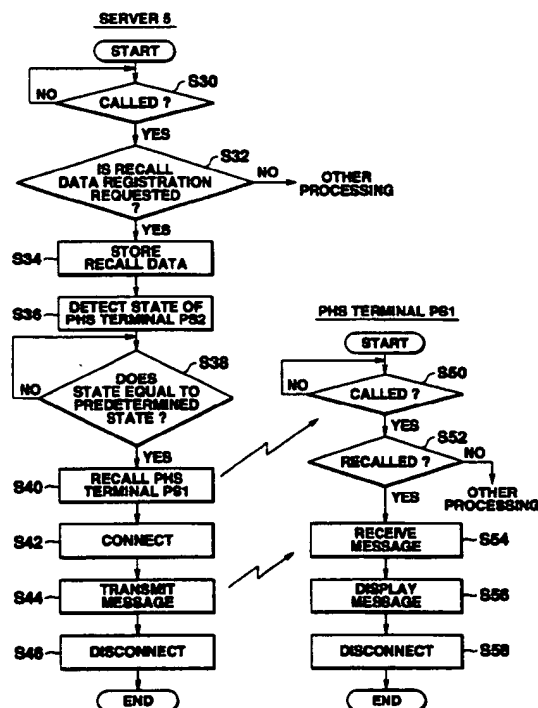 SERVER 5
START
S30
CALLED ?
NO
YES
S32
IS RECALL
DATA REGISTRATION
REQUESTED
?
NO
OTHER
PROCESSING
YES
S34
STORE
RECALL DATA
S36
DETECT STATE OF
PHS TERMINAL PS2
S38
DOES
STATE EQUAL TO
PREDETERMINED
STATE ?
NO
YES
S40
RECALL PHS
TERMINAL PS1
S42
CONNECT
S44
TRANSMIT
MESSAGE
S46
DISCONNECT
END
PHS TERMINAL PS1
START
S50
CALLED ?
NO
YES
S52
RECALLED ?
NO
OTHER
PROCESSING
YES
RECEIVE
MESSAGE
S54
DISPLAY
MESSAGE
S56
DISCONNECT
S58
END